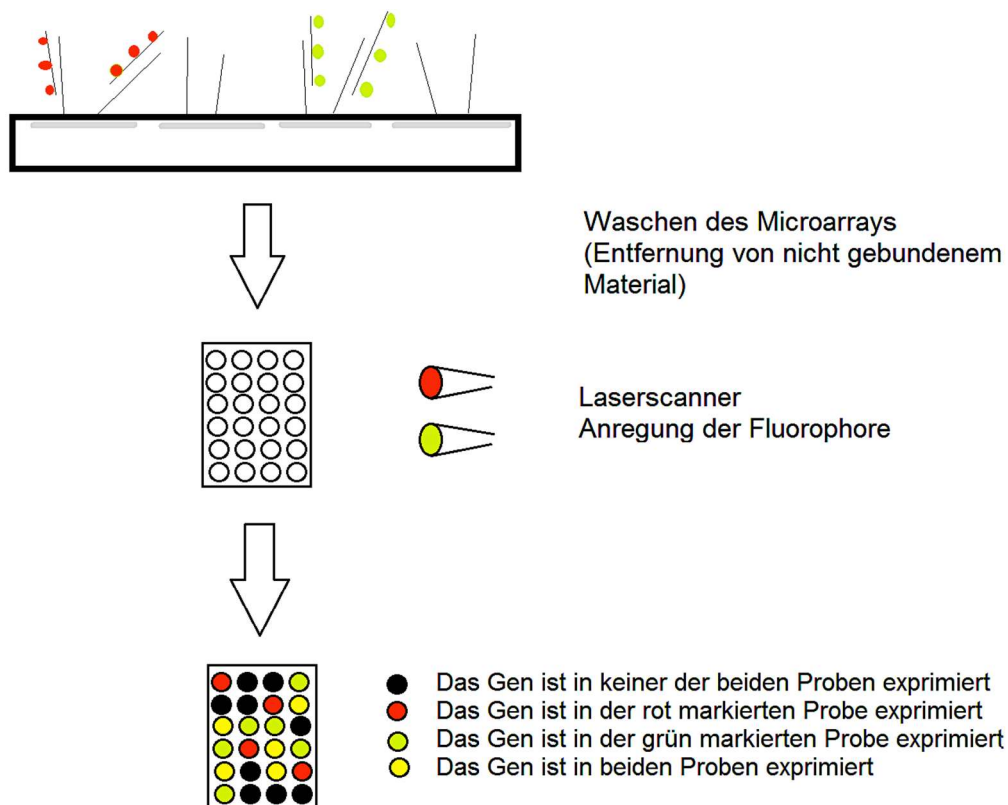 Waschen des Microarrays
(Entfernung von nicht gebundenem
Material)
Laserscanner
Anregung der Fluorophore
Das Gen ist in keiner der beiden Proben exprimiert
Das Gen ist in der rot markierten Probe exprimiert
Das Gen ist in der grün markierten Probe exprimiert
Das Gen ist in beiden Proben exprimiert